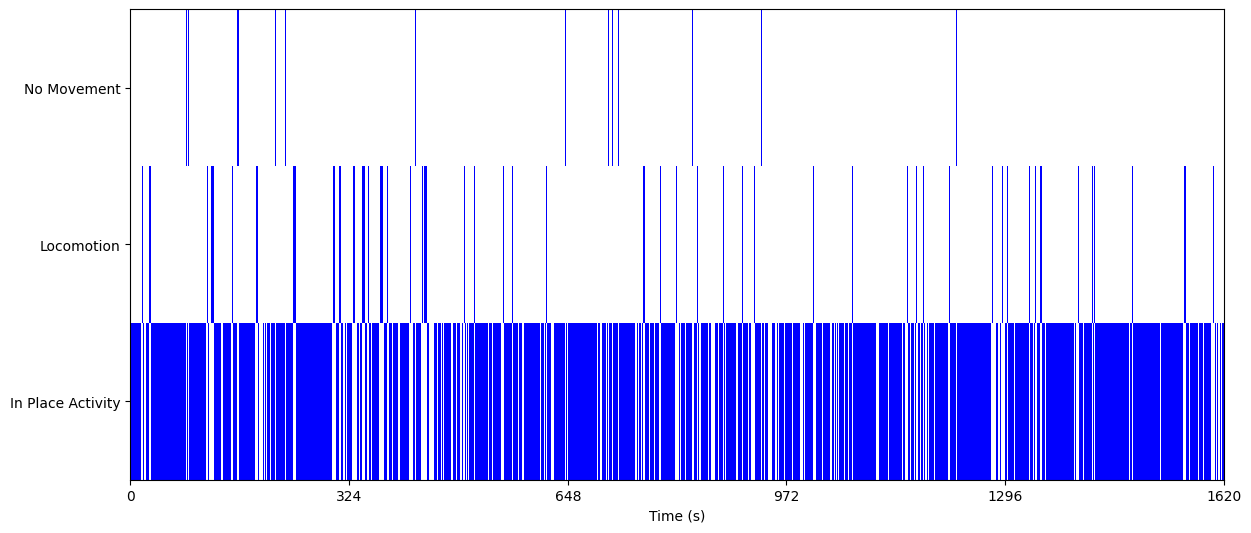 No Movement
Locomotion
In Place Activity
0 324 648 972 1296 1620
Time (s)